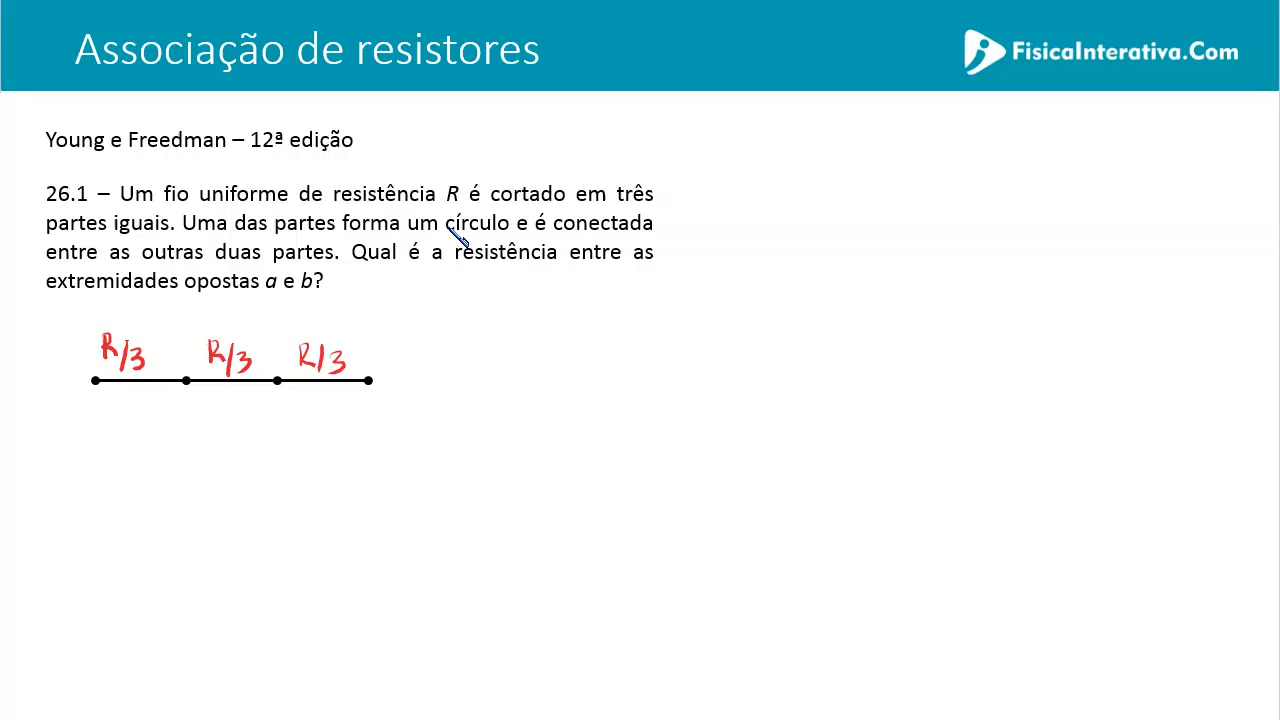 Associação de resistores
FisicaInterativa.Com
Young e Freedman – 12ª edição
26.1 – Um fio uniforme de resistência R é cortado em três
partes iguais. Uma das partes forma um círculo e é conectada
entre as outras duas partes. Qual é a resistência entre as
extremidades opostas a e b?
R/3 R/3 R/3